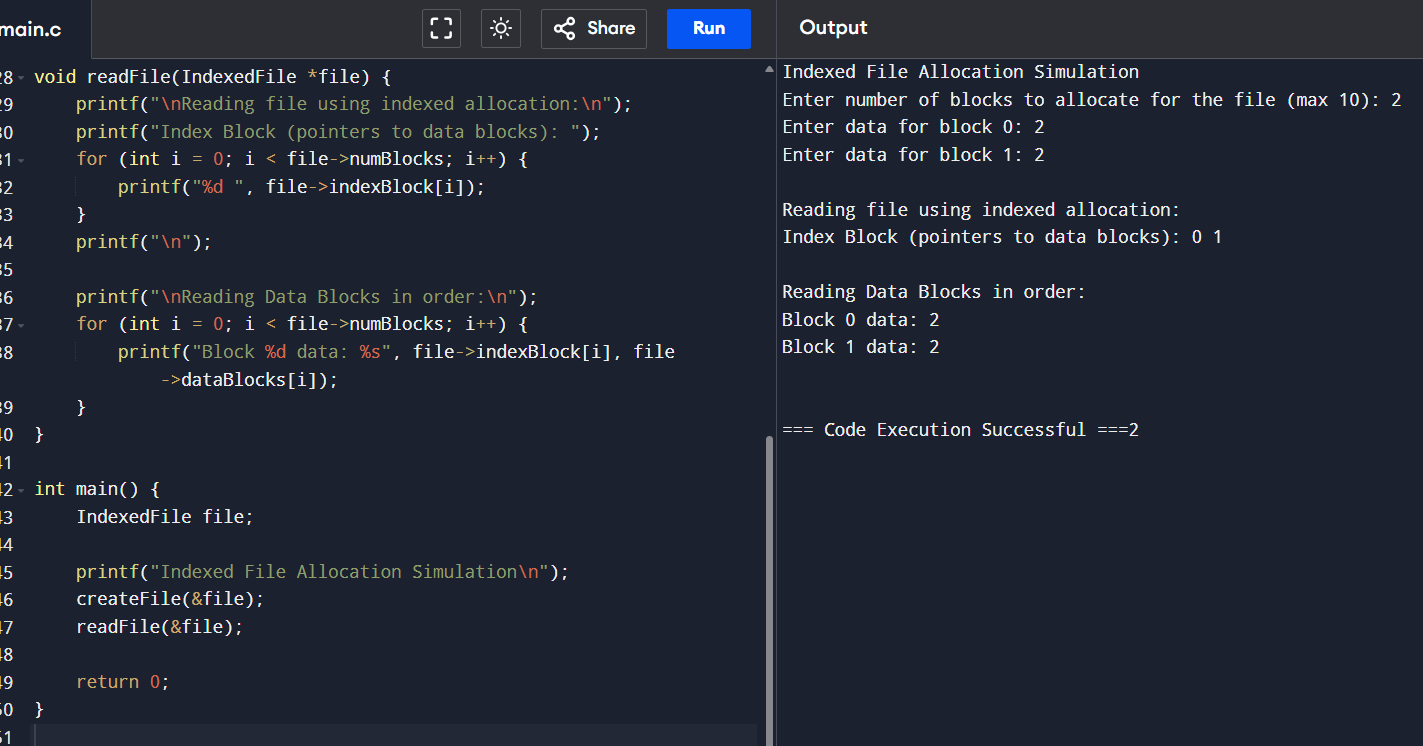 main.c
Share
Run
28 void readFile(IndexedFile *file) {
29 printf("\nReading file using indexed allocation:\n");
30 printf("Index Block (pointers to data blocks): ");
31 for (int i = 0; i < file->numBlocks; i++) {
32 printf("%d ", file->indexBlock[i]);
33 }
34 printf("\n");
35
36 printf("\nReading Data Blocks in order:\n");
37 for (int i = 0; i < file->numBlocks; i++) {
38 printf("Block %d data: %s", file->indexBlock[i], file
->dataBlocks[i]);
39 }
40 }
41
42 int main() {
43 IndexedFile file;
44
45 printf("Indexed File Allocation Simulation\n");
46 createFile(&file);
47 readFile(&file);
48
49 return 0;
50 }
51
Output
Indexed File Allocation Simulation
Enter number of blocks to allocate for the file (max 10): 2
Enter data for block 0: 2
Enter data for block 1: 2
Reading file using indexed allocation:
Index Block (pointers to data blocks): 0 1
Reading Data Blocks in order:
Block 0 data: 2
Block 1 data: 2
=== Code Execution Successful ===2